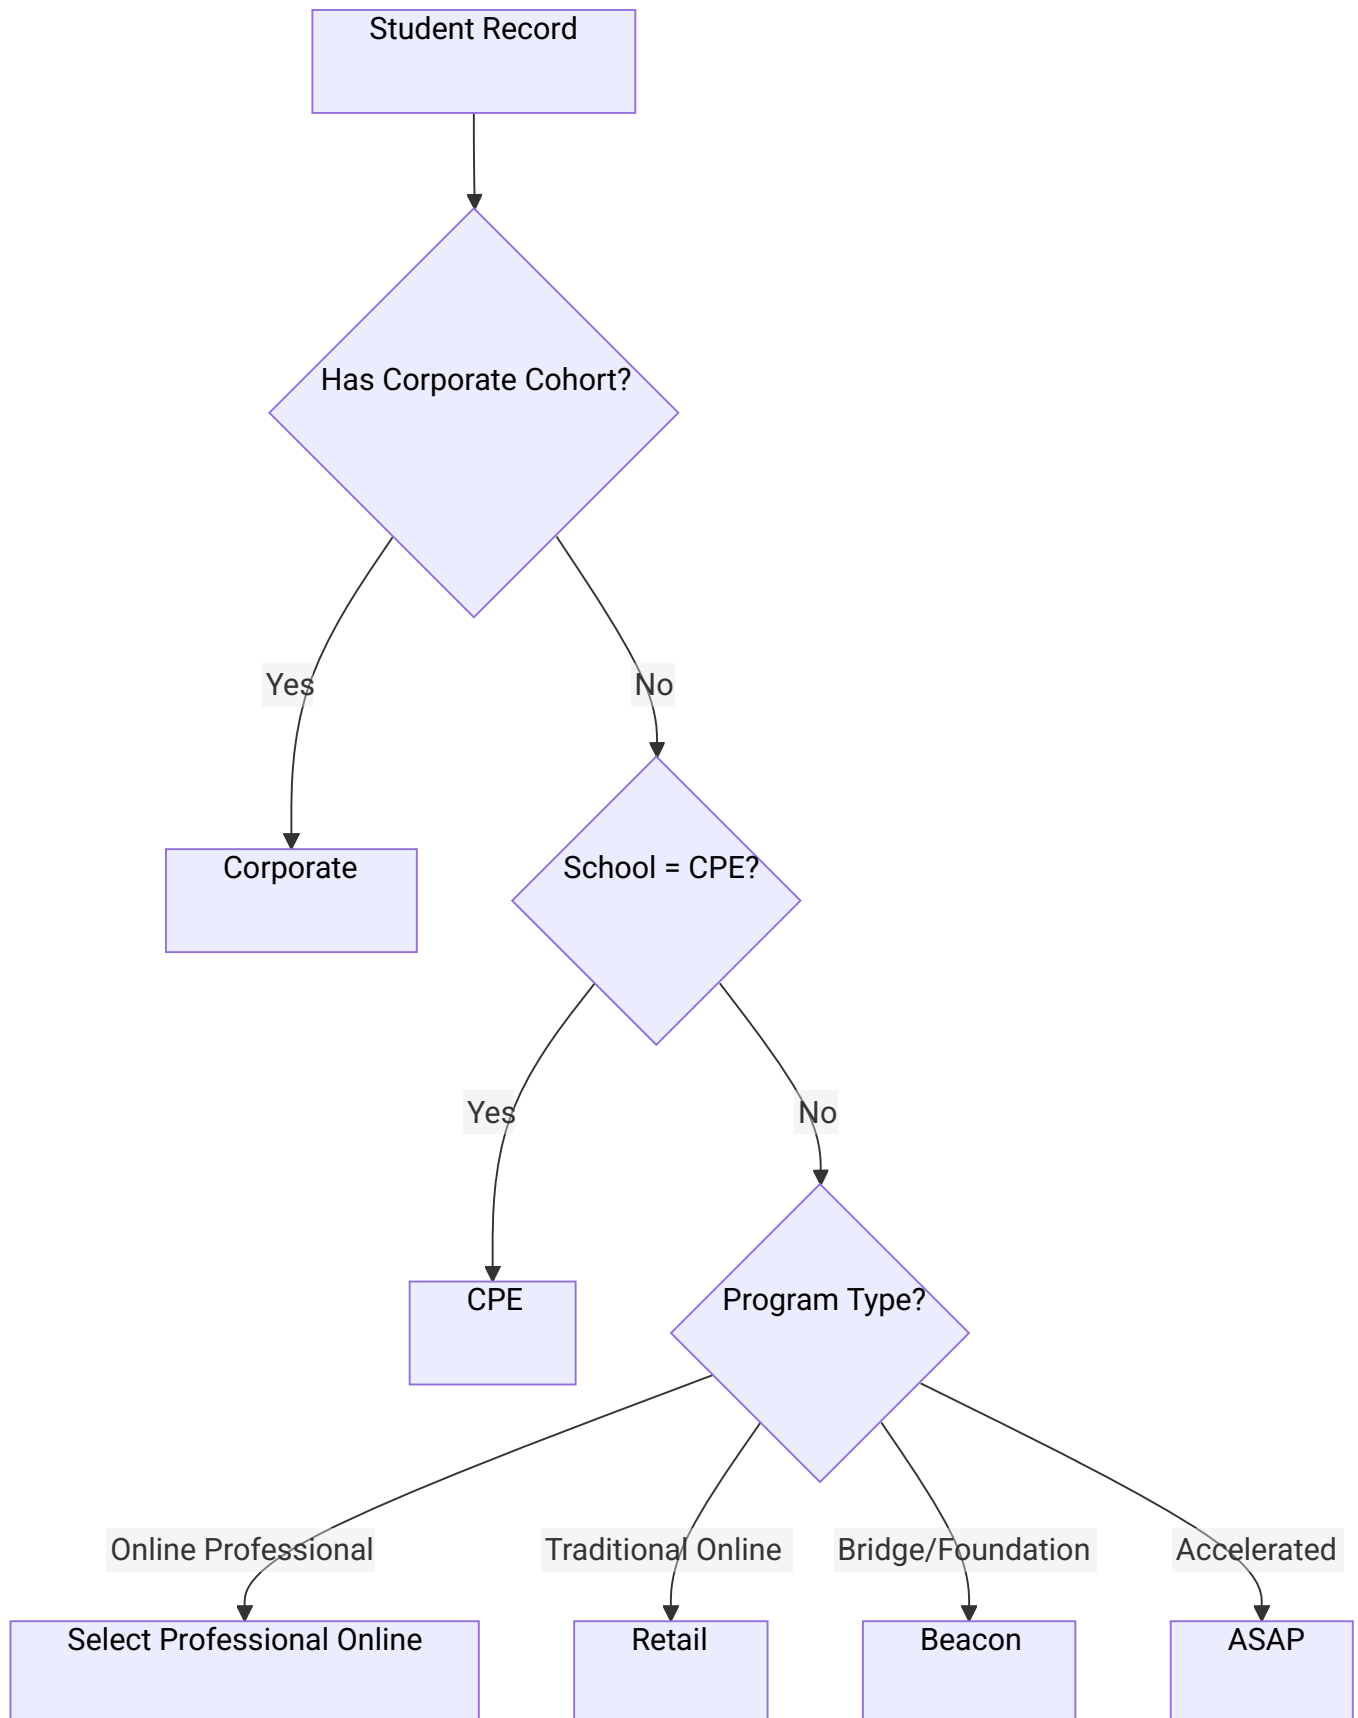 Student Record
Has Corporate Cohort?
Yes
No
Corporate
School = CPE?
Yes
No
CPE
Program Type?
Online Professional
Traditional Online
Bridge/Foundation
Accelerated
Select Professional Online
Retail
Beacon
ASAP